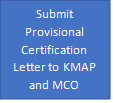 Submit
Provisional
Certification
Letter to KMAP
and MCO